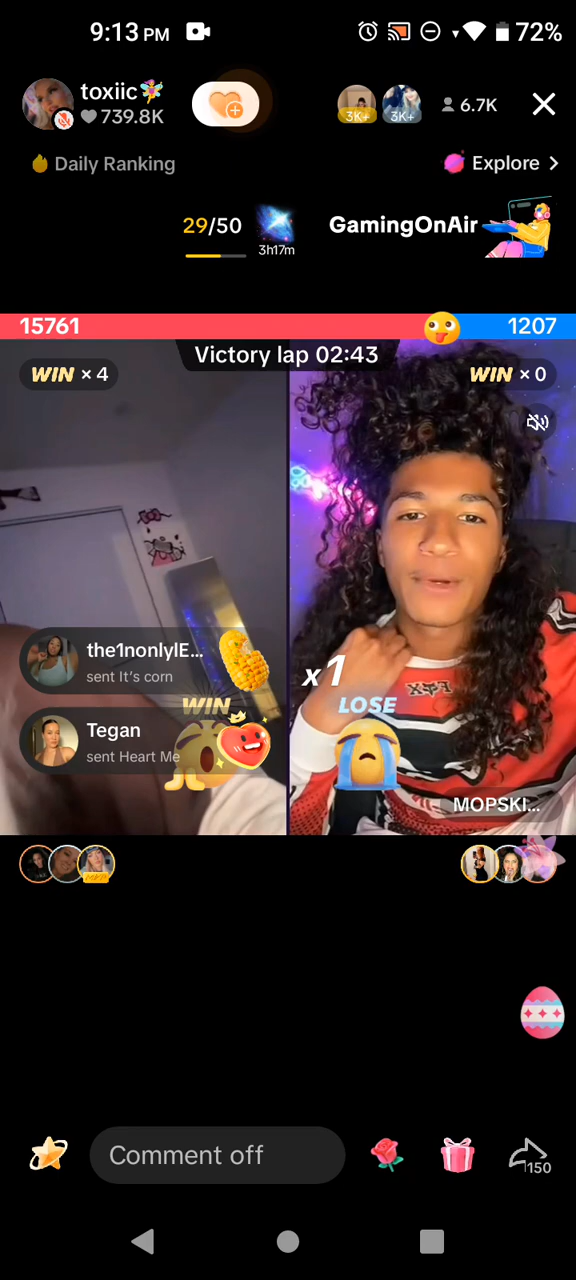 9:13 PM
72%
toxiic
739.8K
3K+
3K+
6.7K
Daily Ranking
Explore >
29/50
3h17m
GamingOnAir
15761
1207
Victory lap 02:43
WIN × 4
WIN × 0
the1nonlylE...
sent It's corn
x1
WIN
LOSE
Tegan
sent Heart Me
MOPSKI...
Comment off
150